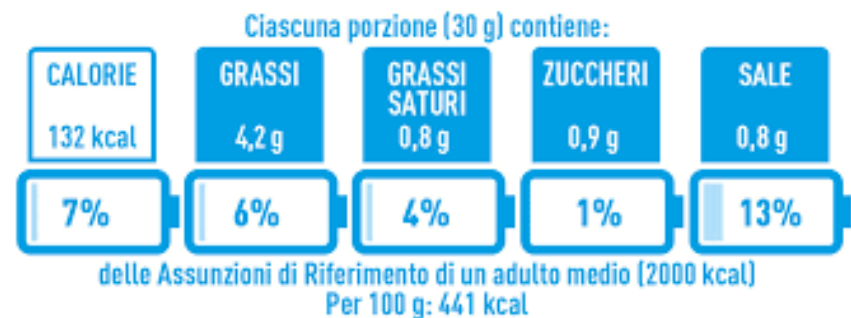 Ciascuna porzione (30 g) contiene:
CALORIE GRASSI GRASSI SATURI ZUCCHERI SALE
132 kcal 4,2 g 0,8 g 0,9 g 0,8 g
7% 6% 4% 1% 13%
delle Assunzioni di Riferimento di un adulto medio (2000 kcal)
Per 100 g: 441 kcal